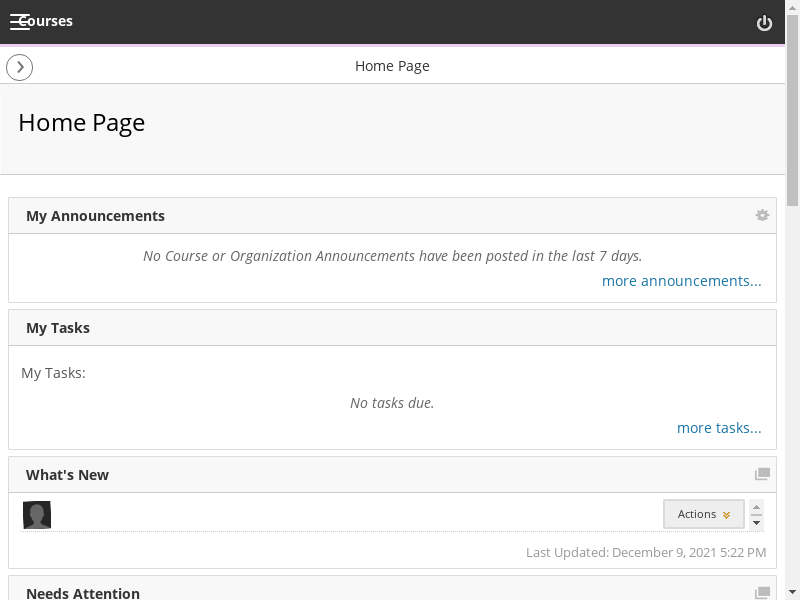 Courses
Home Page
Home Page
My Announcements
No Course or Organization Announcements have been posted in the last 7 days.
more announcements...
My Tasks
My Tasks:
No tasks due.
more tasks...
What's New
Actions
Last Updated: December 9, 2021 5:22 PM
Needs Attention